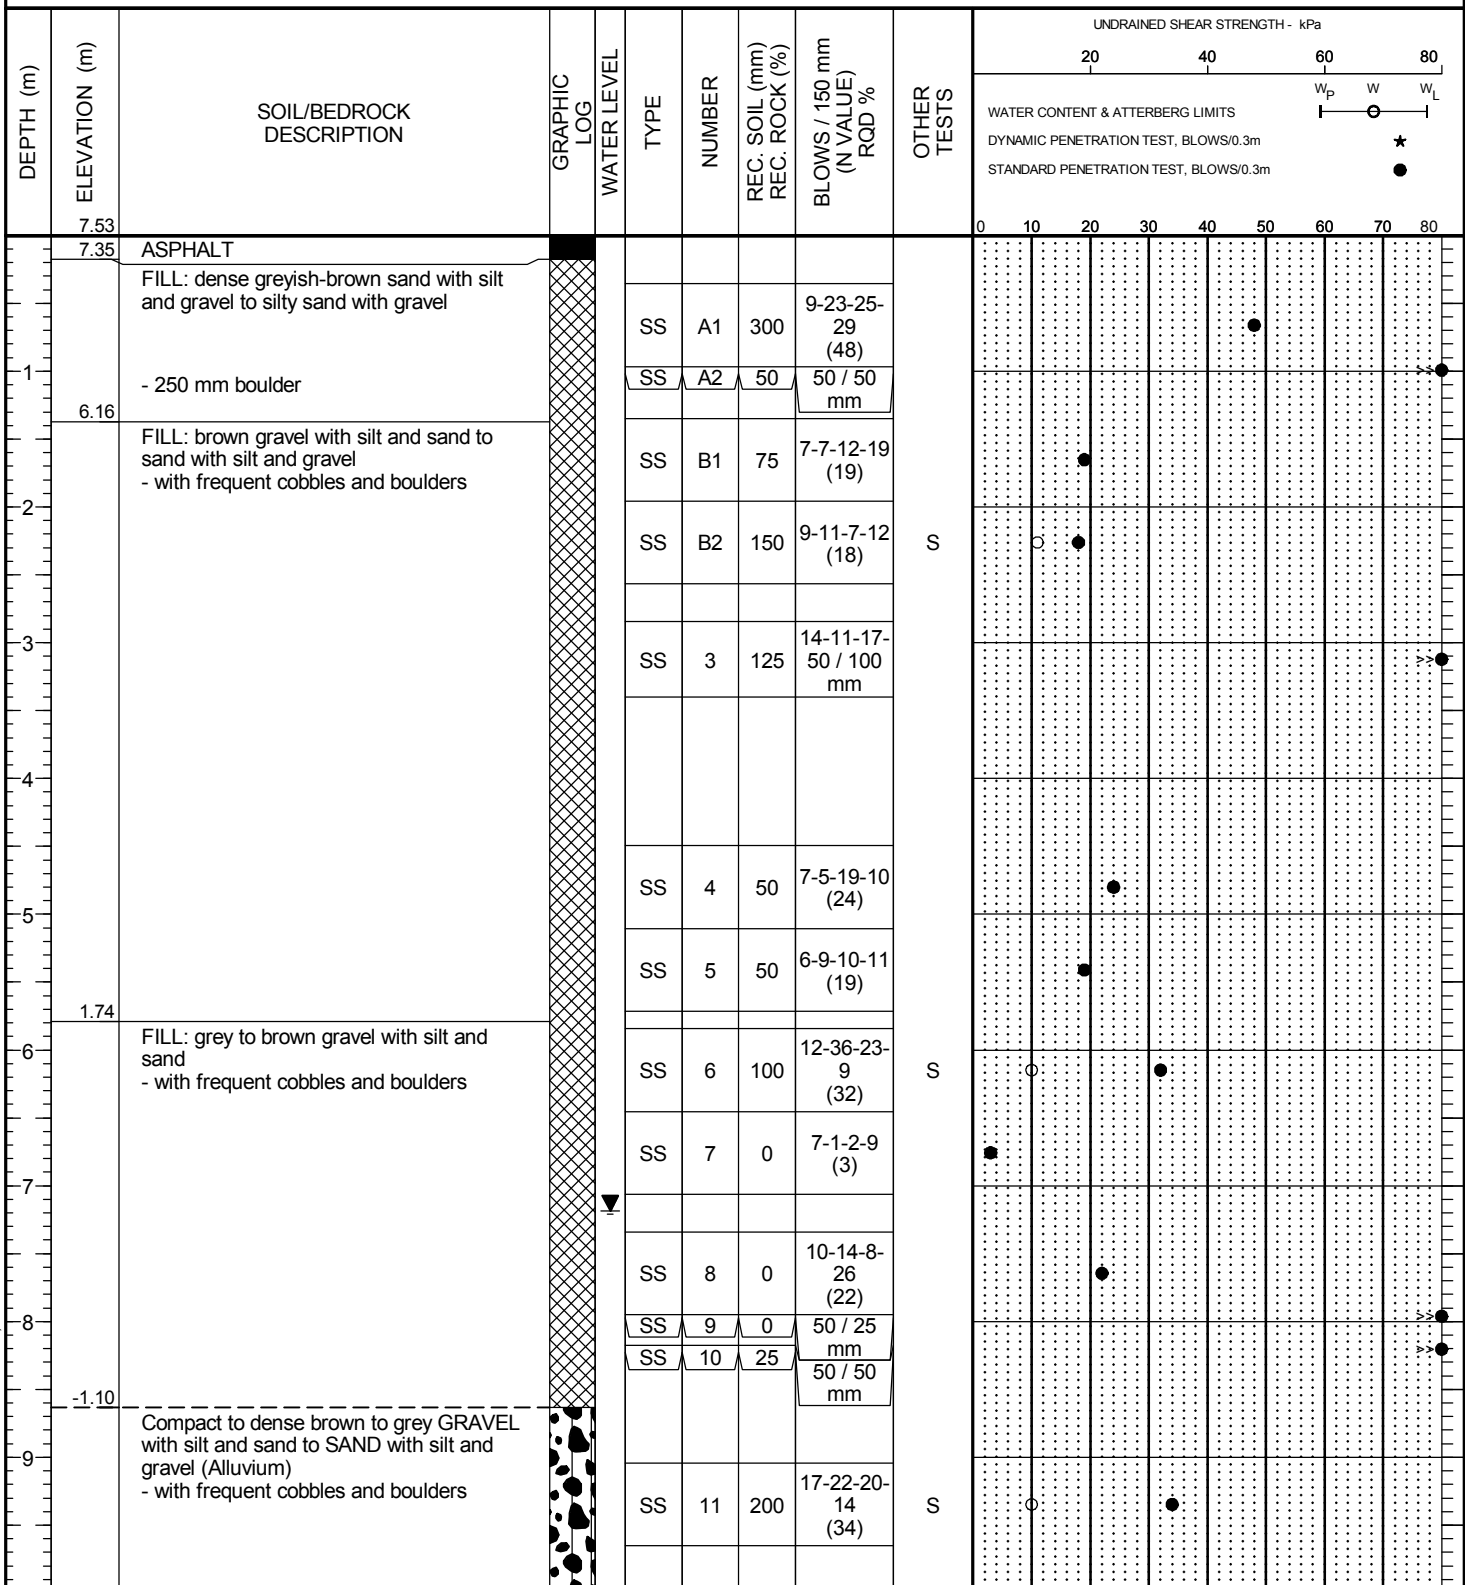 UNDRAINED SHEAR STRENGTH - kPa
20 40 60 80
DEPTH (m)
ELEVATION (m)
SOIL/BEDROCK
DESCRIPTION
GRAPHIC
LOG
WATER LEVEL
TYPE
NUMBER
REC. SOIL (mm)
REC. ROCK (%)
BLOWS / 150 mm
(N VALUE)
RQD %
OTHER
TESTS
WP W WL
WATER CONTENT & ATTERBERG LIMITS
DYNAMIC PENETRATION TEST, BLOWS/0.3m
STANDARD PENETRATION TEST, BLOWS/0.3m
7.53
0 10 20 30 40 50 60 70 80
7.35 ASPHALT
FILL: dense greyish-brown sand with silt
and gravel to silty sand with gravel
SS A1 300 9-23-25-
29
(48)
1
- 250 mm boulder
SS A2 50 50 / 50
mm
>>
6.16
FILL: brown gravel with silt and sand to
sand with silt and gravel
- with frequent cobbles and boulders
SS B1 75 7-7-12-19
(19)
2
SS B2 150 9-11-7-12
(18)
S
3
SS 3 125 14-11-17-
50 / 100
mm
>>
4
SS 4 50 7-5-19-10
(24)
5
SS 5 50 6-9-10-11
(19)
1.74
FILL: grey to brown gravel with silt and
sand
- with frequent cobbles and boulders
6
SS 6 100 12-36-23-
9
(32)
S
SS 7 0 7-1-2-9
(3)
7
SS 8 0 10-14-8-
26
(22)
8
SS 9 0 50 / 25
mm
>>
SS 10 25 50 / 50
mm
>>
-1.10
Compact to dense brown to grey GRAVEL
with silt and sand to SAND with silt and
gravel (Alluvium)
- with frequent cobbles and boulders
9
SS 11 200 17-22-20-
14
(34)
S